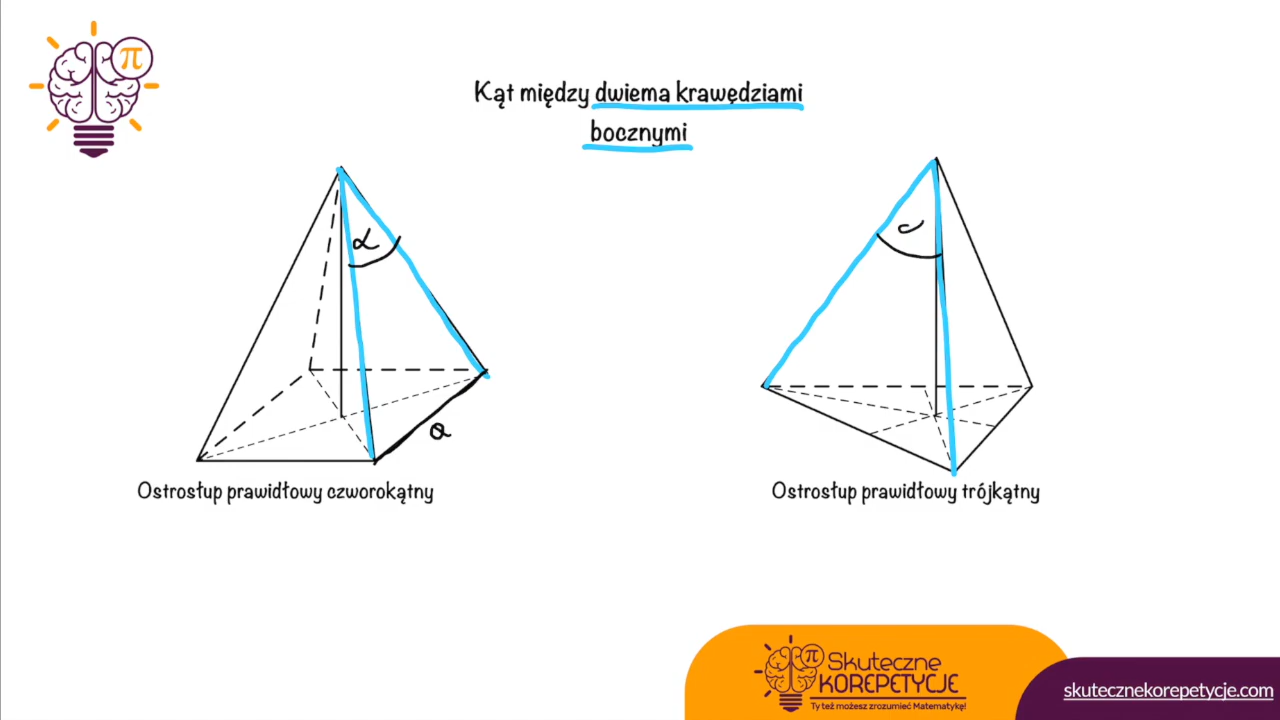 π
Kąt między dwiema krawędziami
bocznymi
α
a
Ostrosłup prawidłowy czworokątny
Ostrosłup prawidłowy trójkątny
π
Skuteczne
KOREPETYCJE
Ty też możesz zrozumieć Matematykę!
skutecznekorepetycje.com